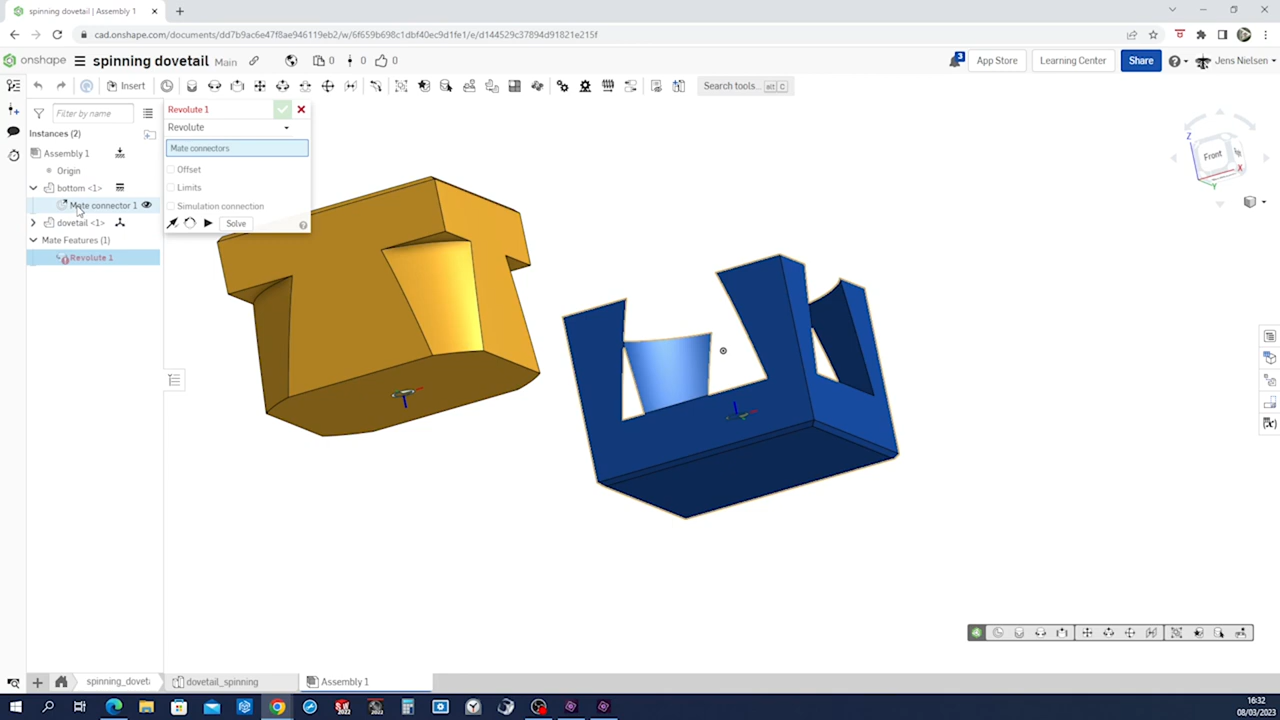 spinning dovetail | Assembly 1
cad.onshape.com/documents/dd7b9ac6e47f8ae946119eb2/w/6f659b698c1dbf40ec9d1fe1/e/d144529c37894d91821e215f
onshape
spinning dovetail Main
0
0
0
3
App Store
Learning Center
Share
Jens Nielsen
Insert
Search tools...
alt C
Filter by name
Instances (2)
Assembly 1
Origin
bottom <1>
Mate connector 1
dovetail <1>
Mate Features (1)
Revolute 1
Revolute 1
Revolute
Mate connectors
Offset
Limits
Simulation connection
Solve
Z
Front
X
Y
spinning_doveta
dovetail_spinning
Assembly 1
16:32
08/03/2023